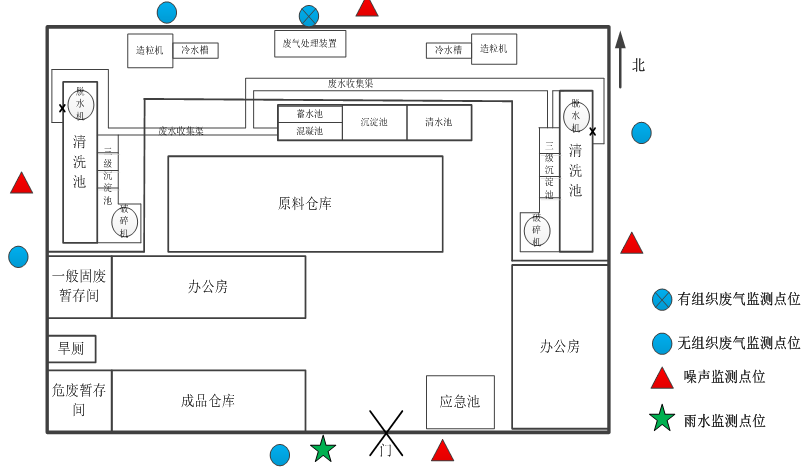 造粒机
冷水槽
废气处理装置
冷水槽
造粒机
北
废水收集渠
脱水机
蓄水池
混凝池
沉淀池
清水池
脱水机
废水收集渠
清洗池
三级沉淀池
破碎机
原料仓库
三级沉淀池
清洗池
破碎机
一般固废
暂存间
办公房
有组织废气监测点位
无组织废气监测点位
旱厕
办公房
噪声监测点位
危废暂存
间
成品仓库
应急池
雨水监测点位
门